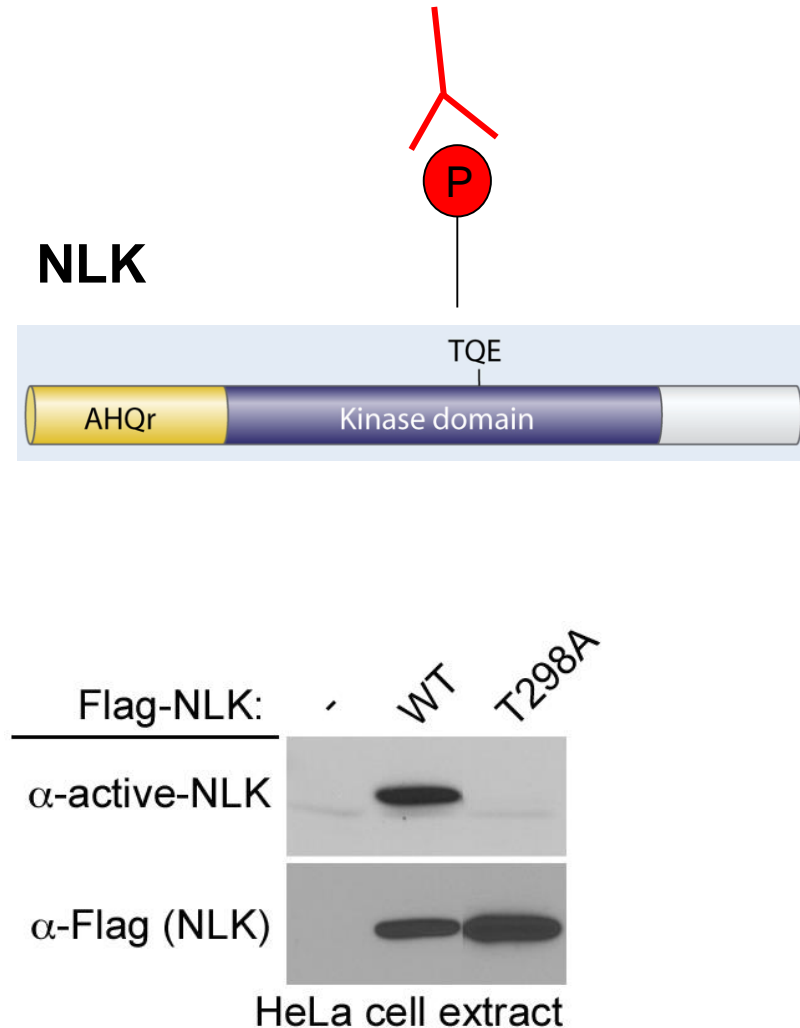 P
NLK
TQE
AHQr Kinase domain
Flag-NLK: - WT T298A
α-active-NLK
α-Flag (NLK)
HeLa cell extract